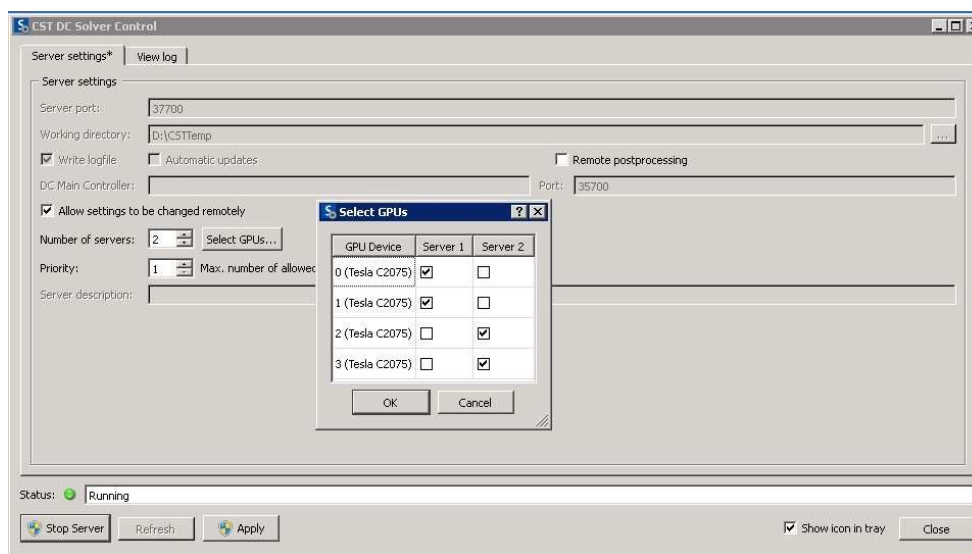 CST DC Solver Control
Server settings* View log
Server settings
Server port: 37700
Working directory: D:\CSTTemp ...
Write logfile Automatic updates Remote postprocessing
DC Main Controller: Port: 35700
Allow settings to be changed remotely
Select GPUs
Number of servers: 2 Select GPUs...
GPU Device Server 1 Server 2
Priority: 1 Max. number of allowed
0 (Tesla C2075)
Server description:
1 (Tesla C2075)
2 (Tesla C2075)
3 (Tesla C2075)
OK Cancel
Status: Running
Stop Server Refresh Apply Show icon in tray Close